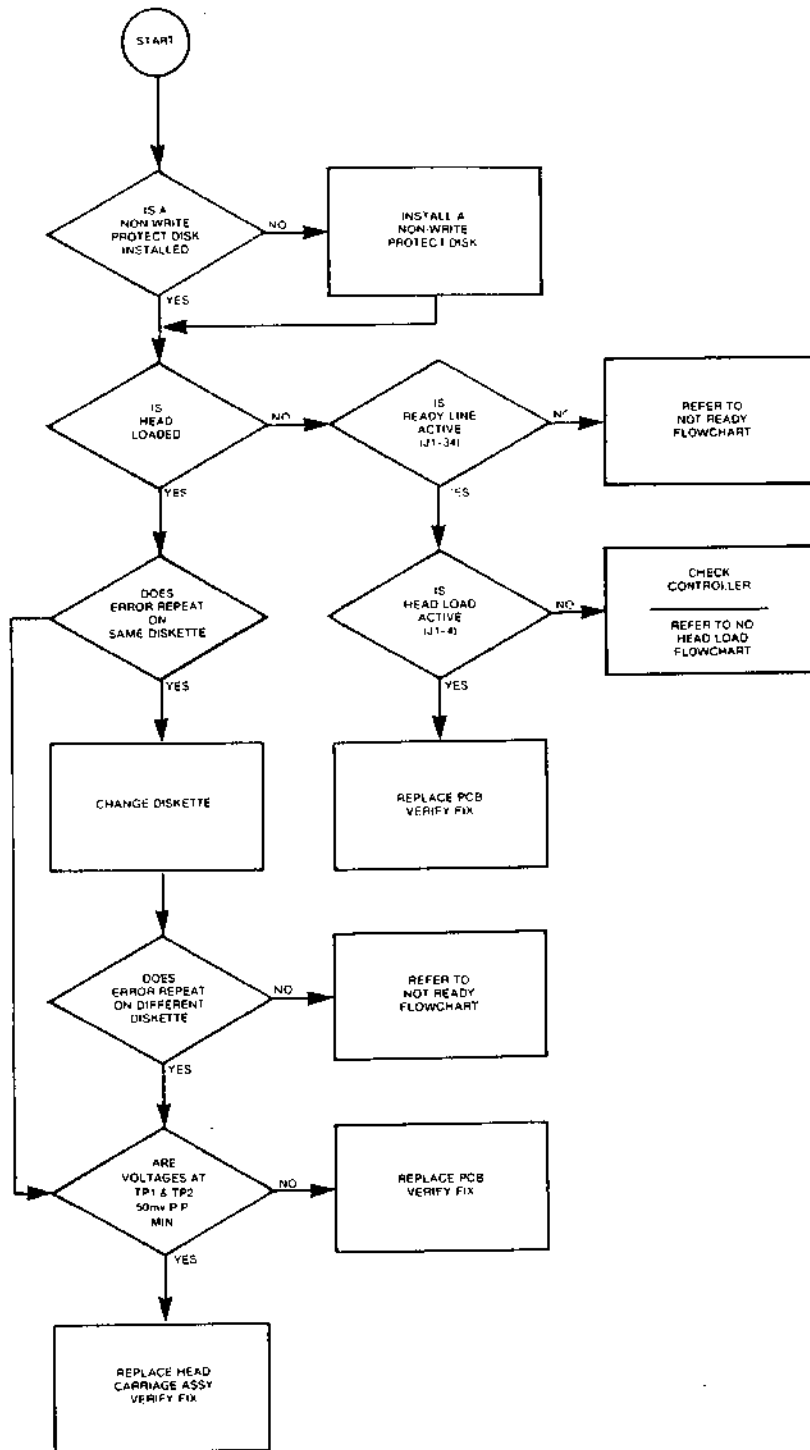 START
IS A
NON-WRITE
PROTECT DISK
INSTALLED
NO
YES
INSTALL A
NON-WRITE
PROTECT DISK
IS
HEAD
LOADED
NO
YES
IS
READY LINE
ACTIVE
(J1-34)
NO
YES
REFER TO
NOT READY
FLOWCHART
DOES
ERROR REPEAT
ON
SAME DISKETTE
YES
IS
HEAD LOAD
ACTIVE
(J1-4)
NO
YES
CHECK
CONTROLLER
REFER TO NO
HEAD LOAD
FLOWCHART
CHANGE DISKETTE
REPLACE PCB
VERIFY FIX
DOES
ERROR REPEAT
ON DIFFERENT
DISKETTE
NO
YES
REFER TO
NOT READY
FLOWCHART
ARE
VOLTAGES AT
TP1 & TP2
50mv P P
MIN
NO
YES
REPLACE PCB
VERIFY FIX
REPLACE HEAD
CARRIAGE ASSY
VERIFY FIX